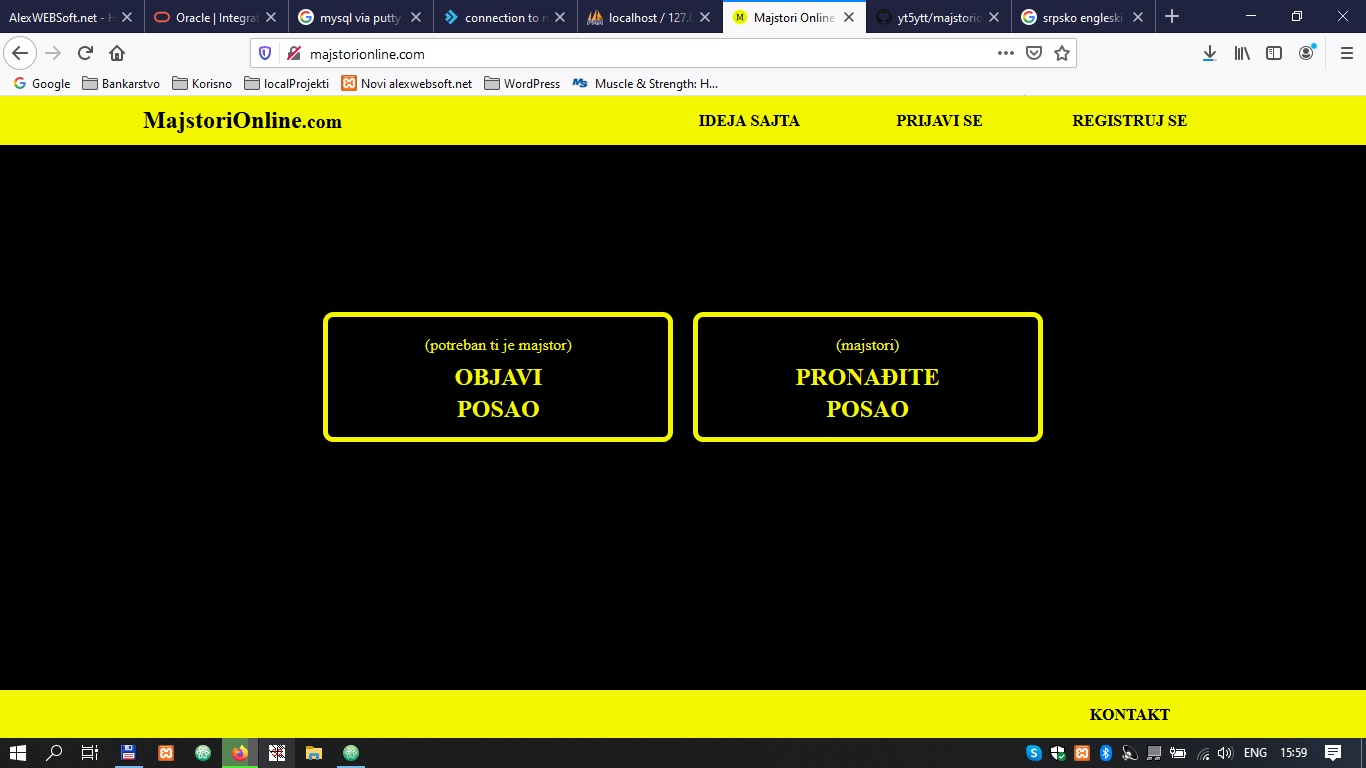 AlexWEBSoft.net - H
Oracle | Integrat
mysql via putty
connection to m
localhost / 127.0
Majstori Online
yt5ytt/majstorio
srpsko engleski
majstorionline.com
Google
Bankarstvo
Korisno
localProjekti
Novi alexwebsoft.net
WordPress
Muscle & Strength: H...
MajstoriOnline.com
IDEJA SAJTA
PRIJAVI SE
REGISTRUJ SE
(potreban ti je majstor)
OBJAVI
POSAO
(majstori)
PRONAĐITE
POSAO
KONTAKT
ENG
15:59